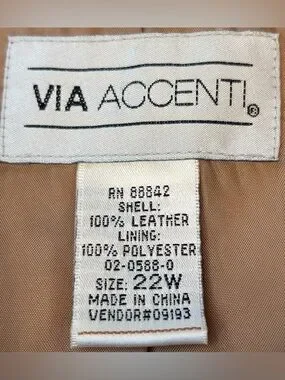 VIA ACCENTI®
RN 88842
SHELL:
100% LEATHER
LINING:
100% POLYESTER
02-0588-0
SIZE: 22W
MADE IN CHINA
VENDOR#09193